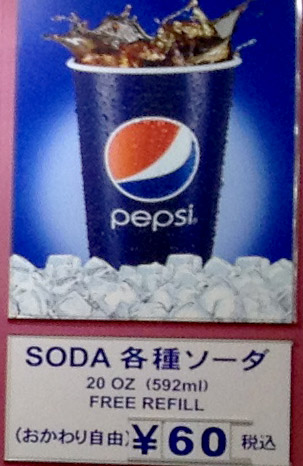 pepsi
SODA 各種ソーダ
20 OZ (592ml)
FREE REFILL
(おかわり自由)¥60 税込